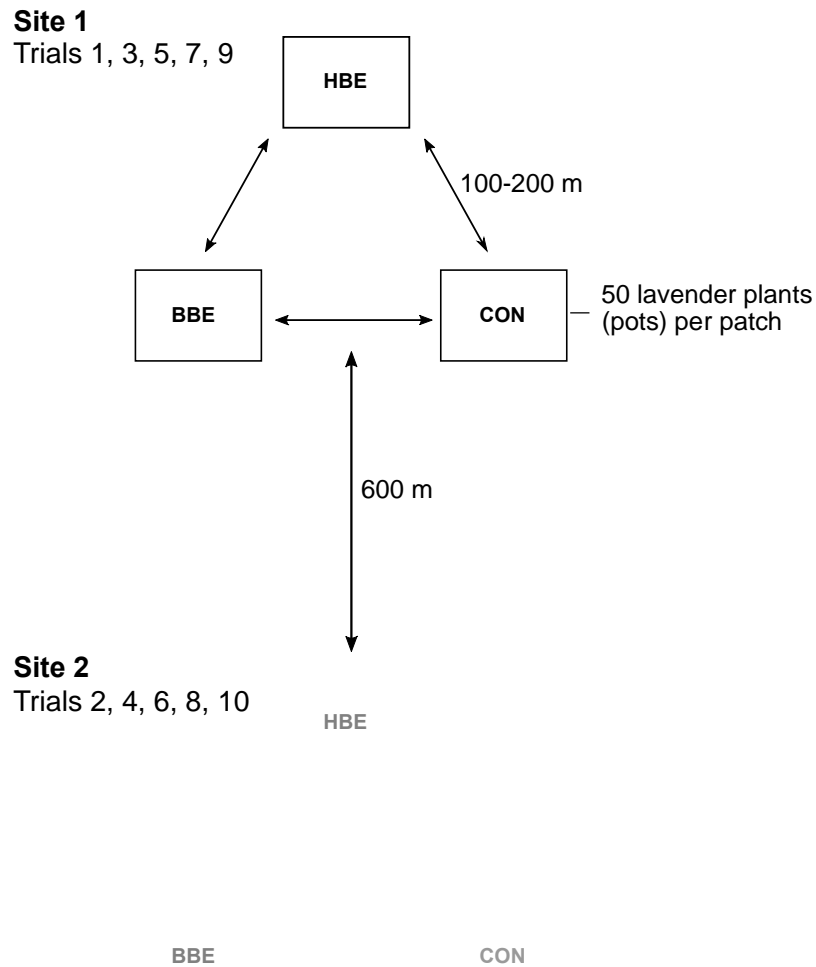 Site 1
Trials 1, 3, 5, 7, 9
HBE
100-200 m
BBE
CON
50 lavender plants
(pots) per patch
600 m
Site 2
Trials 2, 4, 6, 8, 10
HBE
BBE
CON